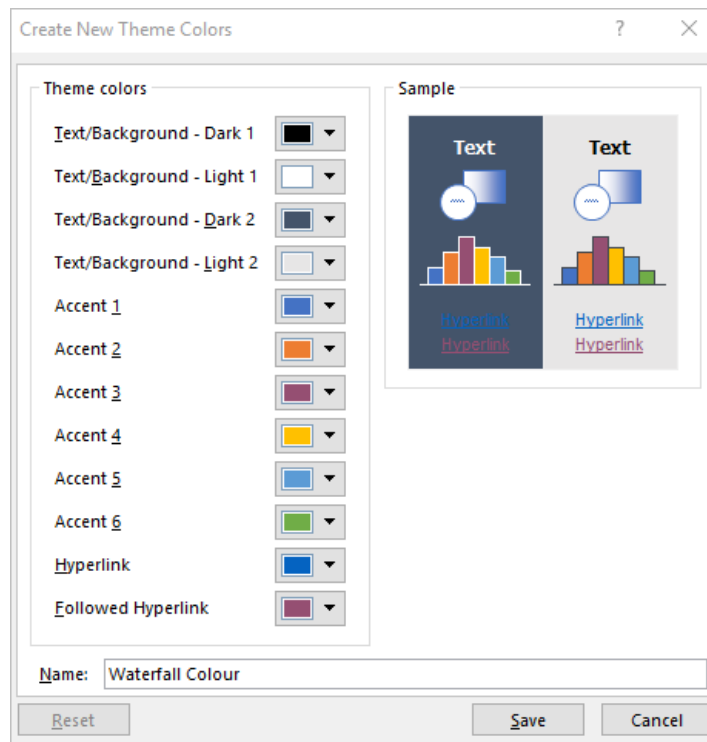 Create New Theme Colors
?
Theme colors
Text/Background - Dark 1
Text/Background - Light 1
Text/Background - Dark 2
Text/Background - Light 2
Accent 1
Accent 2
Accent 3
Accent 4
Accent 5
Accent 6
Hyperlink
Followed Hyperlink
Sample
Text Text
Hyperlink Hyperlink
Hyperlink Hyperlink
Name: Waterfall Colour
Reset Save Cancel